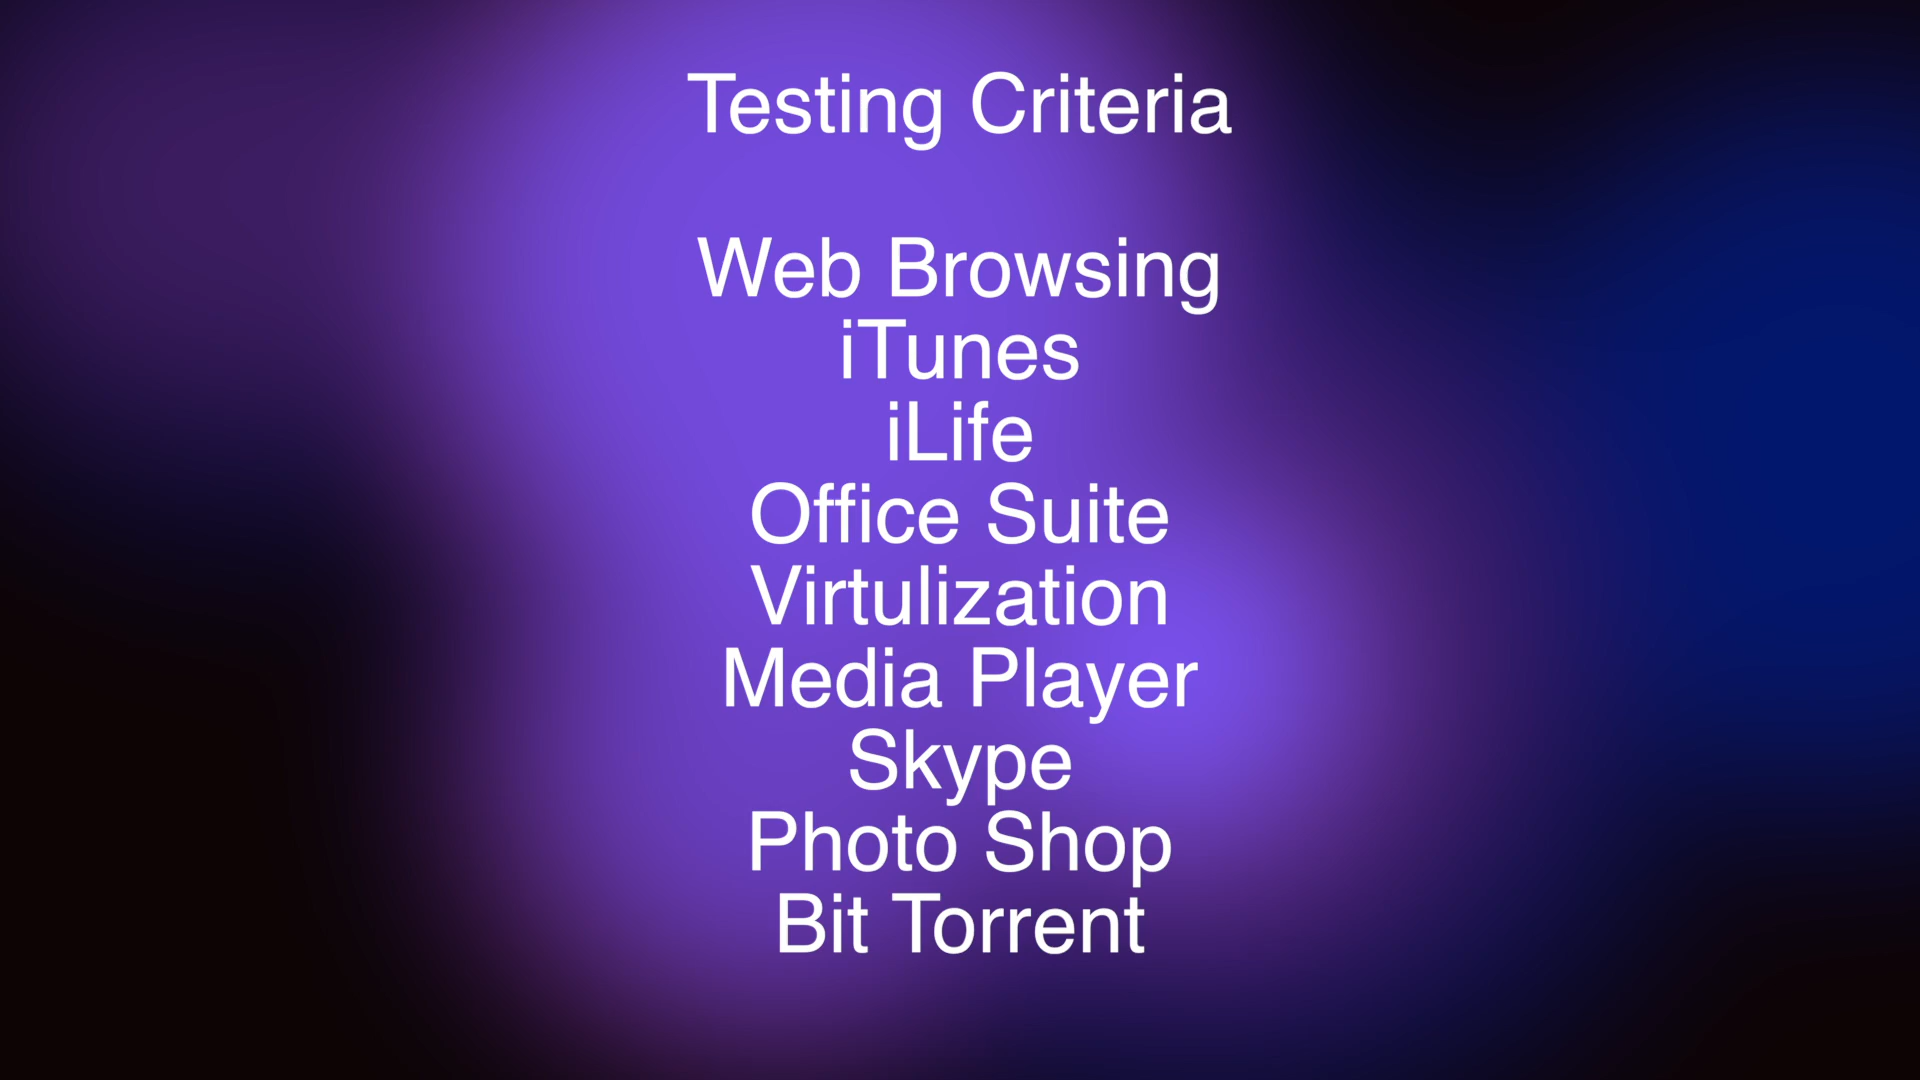 Testing Criteria
Web Browsing
iTunes
iLife
Office Suite
Virtulization
Media Player
Skype
Photo Shop
Bit Torrent